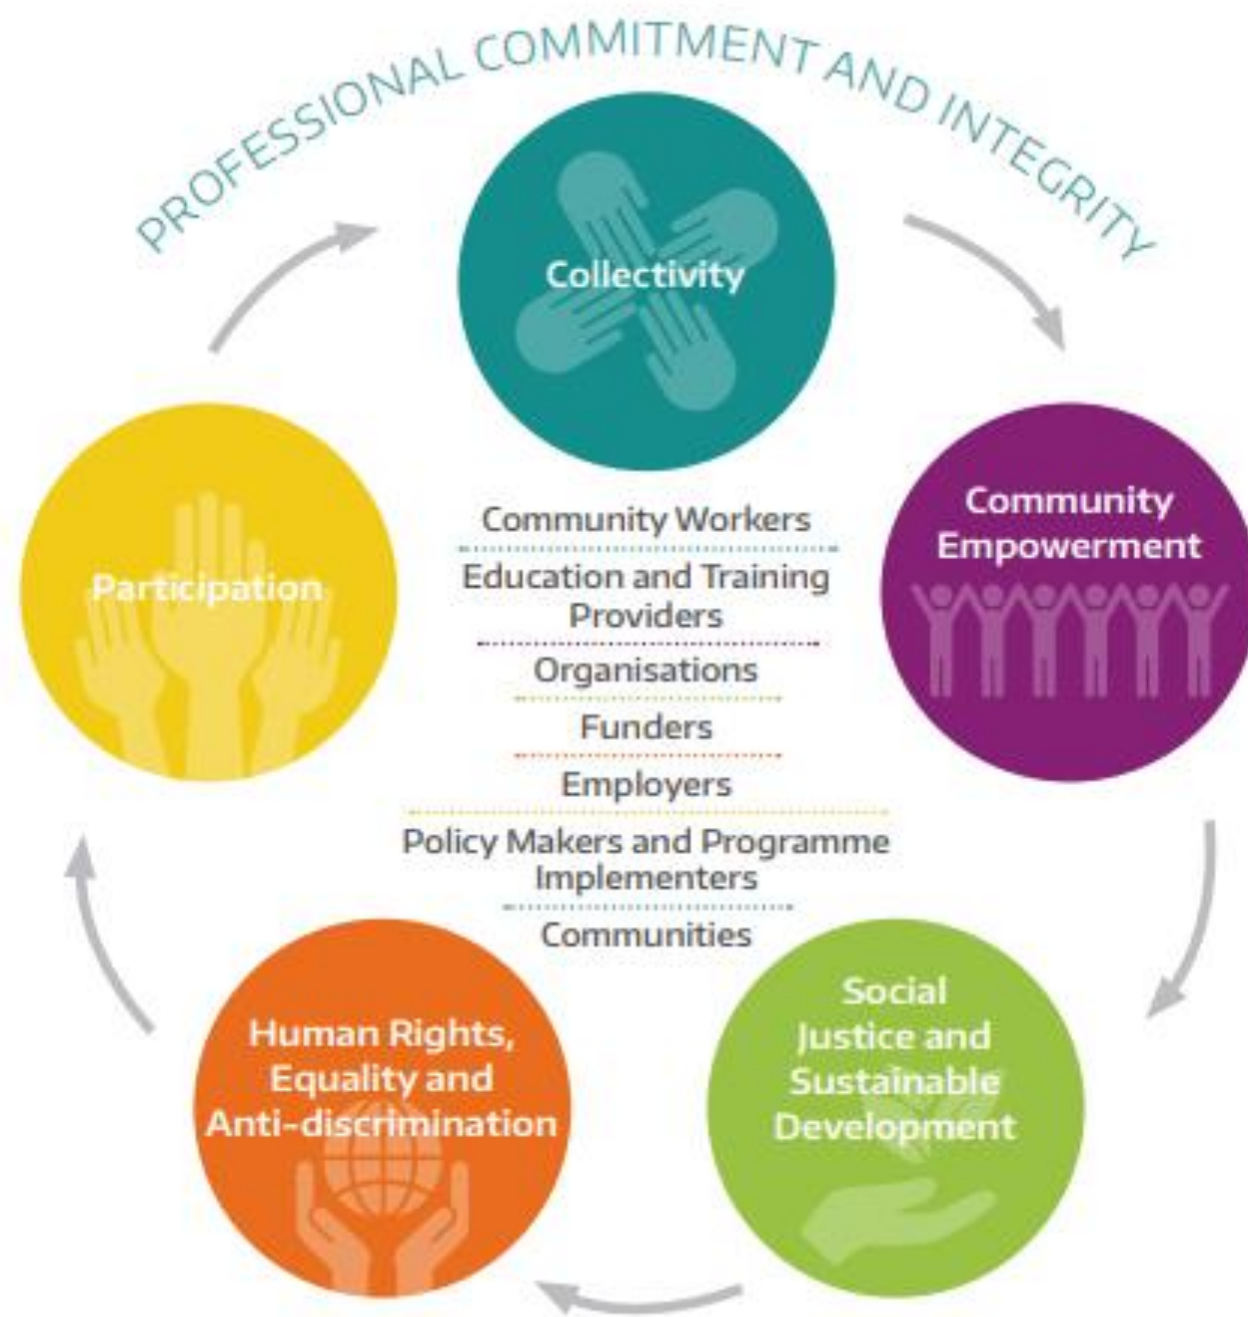 PROFESSIONAL COMMITMENT AND INTEGRITY
Collectivity
Community
Empowerment
Participation
Community Workers
Education and Training
Providers
Organisations
Funders
Employers
Policy Makers and Programme
Implementers
Communities
Social
Justice and
Sustainable
Development
Human Rights,
Equality and
Anti-discrimination